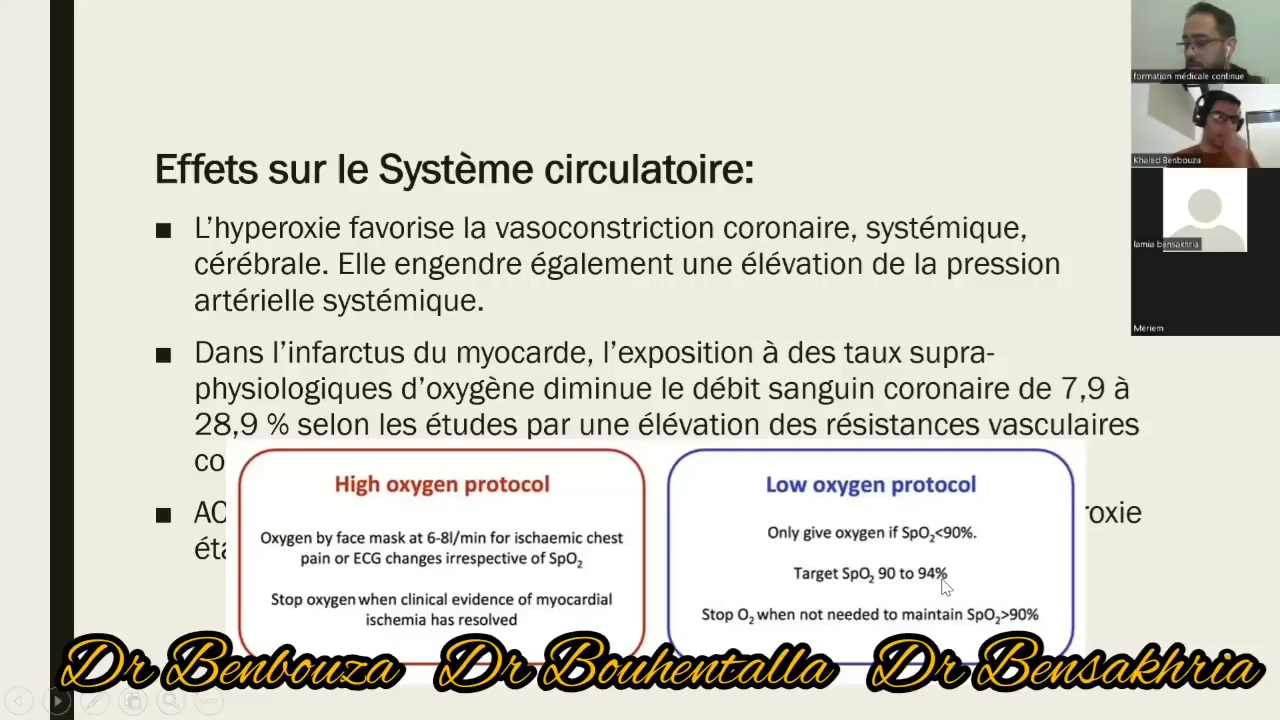 Effets sur le Système circulatoire:
■ L’hyperoxie favorise la vasoconstriction coronaire, systémique,
cérébrale. Elle engendre également une élévation de la pression
artérielle systémique.
■ Dans l’infarctus du myocarde, l’exposition à des taux supra-
physiologiques d’oxygène diminue le débit sanguin coronaire de 7,9 à
28,9 % selon les études par une élévation des résistances vasculaires
High oxygen protocol
Oxygen by face mask at 6-8l/min for ischaemic chest
pain or ECG changes irrespective of SpO₂
Stop oxygen when clinical evidence of myocardial
ischemia has resolved
Low oxygen protocol
Only give oxygen if SpO₂<90%.
Target SpO₂ 90 to 94%
Stop O₂ when not needed to maintain SpO₂>90%
formation médicale continue
Khaled Benbouza
lamia bensakhria
Meriem
Dr Benbouza Dr Bouhentalla Dr Bensakhria